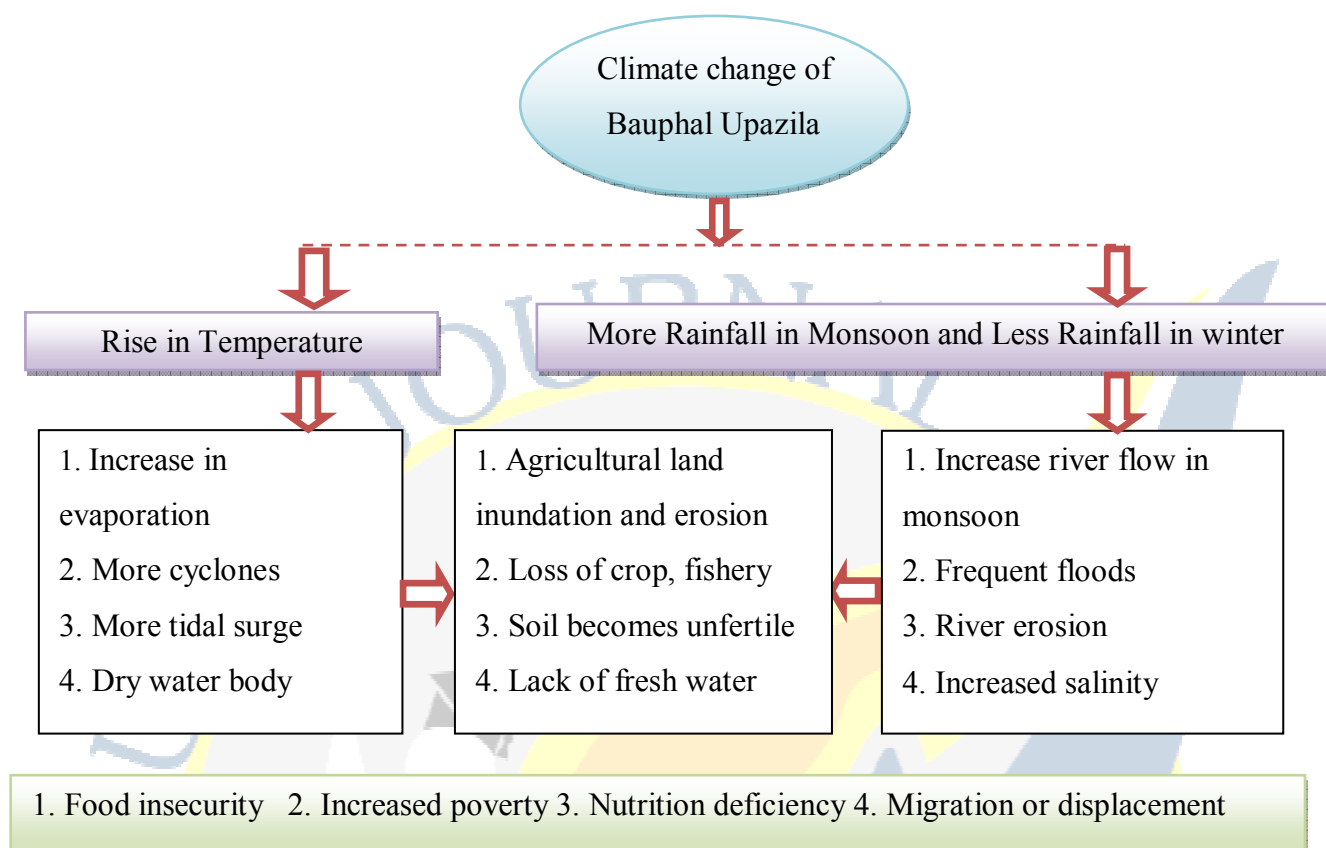 Climate change of
Bauphal Upazila
Rise in Temperature
More Rainfall in Monsoon and Less Rainfall in winter
1. Increase in
evaporation
2. More cyclones
3. More tidal surge
4. Dry water body
1. Agricultural land
inundation and erosion
2. Loss of crop, fishery
3. Soil becomes unfertile
4. Lack of fresh water
1. Increase river flow in
monsoon
2. Frequent floods
3. River erosion
4. Increased salinity
1. Food insecurity 2. Increased poverty 3. Nutrition deficiency 4. Migration or displacement